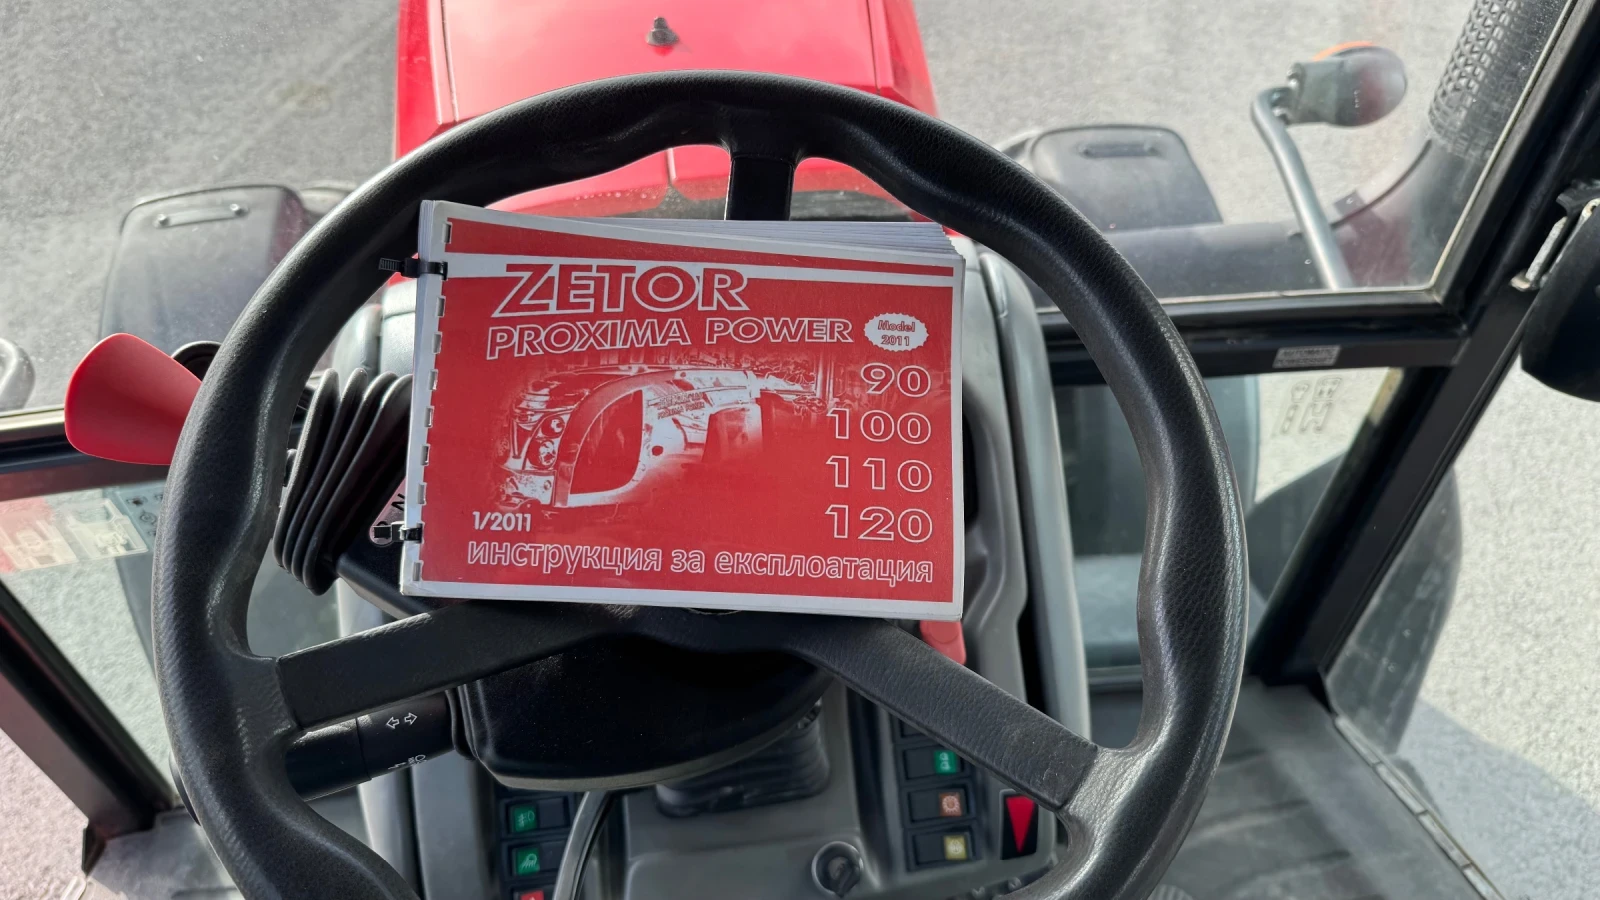 ZETOR
PROXIMA POWER
Model
2011
90
100
110
120
1/2011
инструкция за експлоатация
N